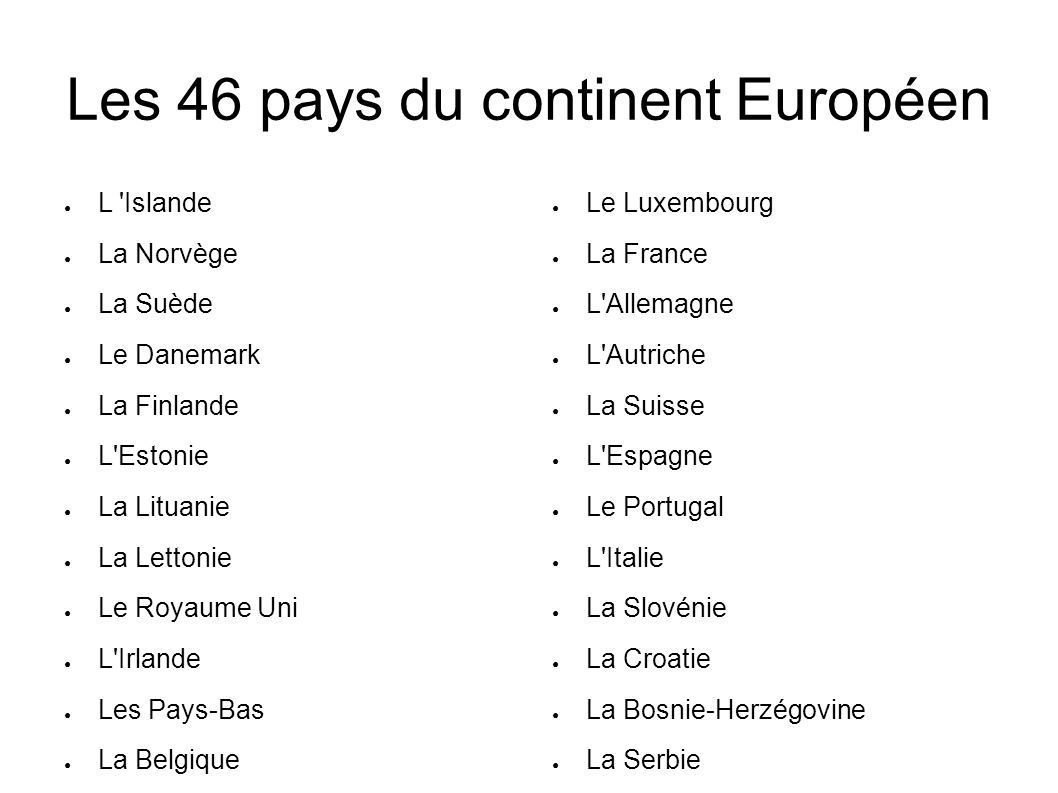 Les 46 pays du continent Européen
● L 'Islande
● La Norvège
● La Suède
● Le Danemark
● La Finlande
● L'Estonie
● La Lituanie
● La Lettonie
● Le Royaume Uni
● L'Irlande
● Les Pays-Bas
● La Belgique
● Le Luxembourg
● La France
● L'Allemagne
● L'Autriche
● La Suisse
● L'Espagne
● Le Portugal
● L'Italie
● La Slovénie
● La Croatie
● La Bosnie-Herzégovine
● La Serbie